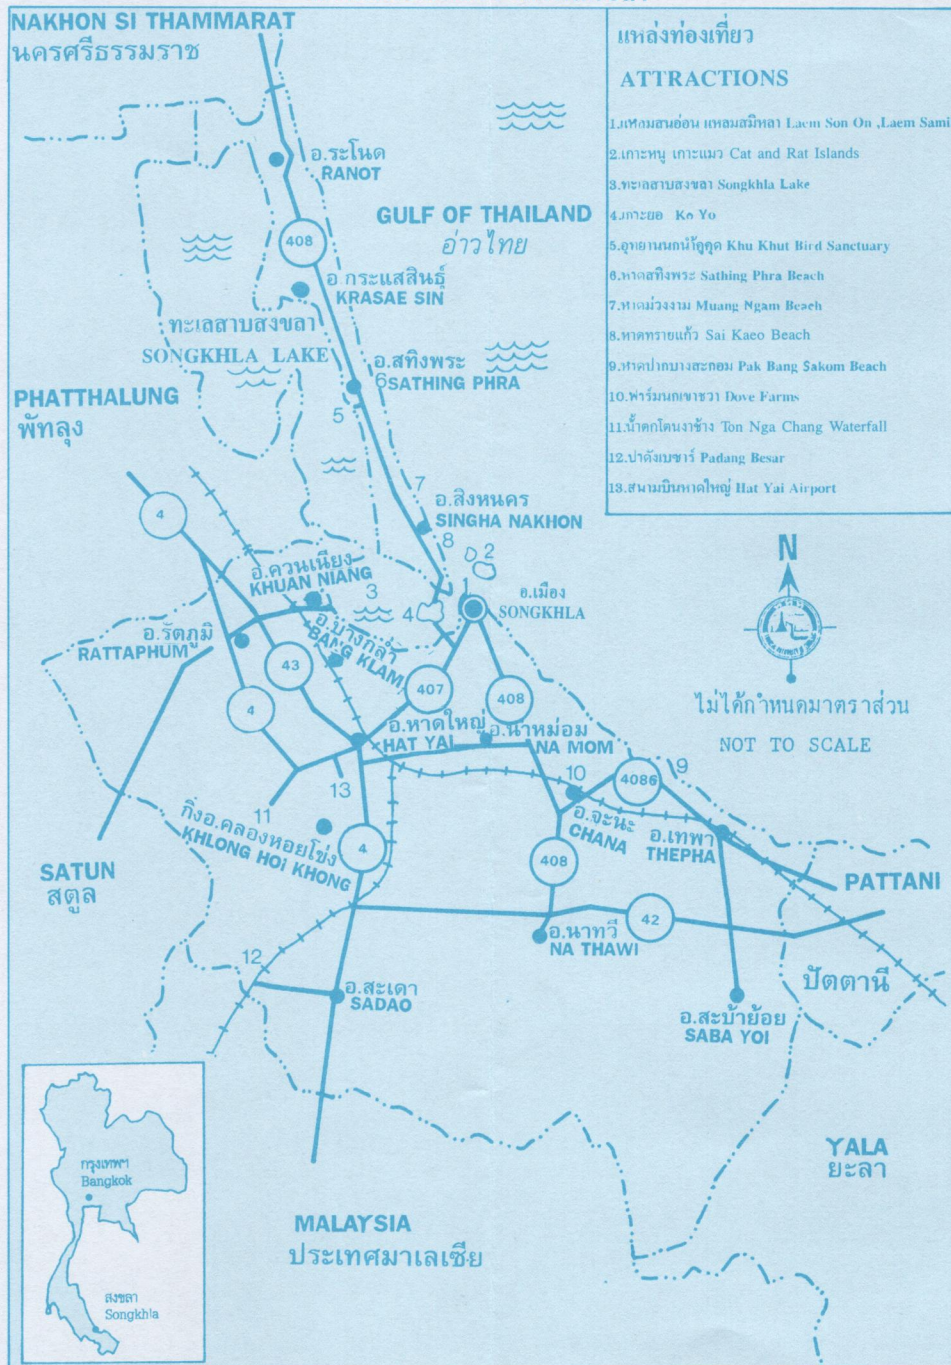 NAKHON SI THAMMARAT
นครศรีธรรมราช
แหล่งท่องเที่ยว
ATTRACTIONS
1.แหลมสนอ่อน แหลมสมิหลา Laem Son On ,Laem Sami
2.เกาะหนู เกาะแมว Cat and Rat Islands
3.ทะเลสาบสงขลา Songkhla Lake
4.เกาะยอ Ko Yo
5.อุทยานนกน้ำคูขุด Khu Khut Bird Sanctuary
6.หาดสทิงพระ Sathing Phra Beach
7.หาดม่วงงาม Muang Ngam Beach
8.หาดทรายแก้ว Sai Kaeo Beach
9.หาดปากบางสะกอม Pak Bang Sakom Beach
10.ฟาร์มนกเขาชวา Dove Farms
11.น้ำตกโตนงาช้าง Ton Nga Chang Waterfall
12.ปาดังเบซาร์ Padang Besar
13.สนามบินหาดใหญ่ Hat Yai Airport
อ.ระโนด
RANOT
GULF OF THAILAND
อ่าวไทย
408
อ กระแสสินธุ์
KRASAE SIN
ทะเลสาบสงขลา
SONGKHLA LAKE
อ.สทิงพระ
6
SATHING PHRA
5
PHATTHALUNG
พัทลุง
7
อ.สิงหนคร
SINGHA NAKHON
8
4
2
N
อ.ควนเนียง
KHUAN NIANG
3
1
4
อ.เมือง
SONGKHLA
อ.รัตภูมิ
RATTAPHUM
อ.บางกล่ำ
BANG KLAM
43
407
408
4
ไม่ได้กำหนดมาตราส่วน
NOT TO SCALE
อ.หาดใหญ่
HAT YAI
อ.นาหม่อม
NA MOM
9
10
4086
13
11
อ.จะนะ
CHANA
อ.เทพา
THEPHA
กิ่งอ.คลองหอยโข่ง
KHLONG HOi KHONG
4
408
SATUN
สตูล
PATTANI
42
อ.นาทวี
NA THAWI
12
ปัตตานี
อ.สะเดา
SADAO
อ.สะบ้าย้อย
SABA YOI
กรุงเทพฯ
Bangkok
YALA
ยะลา
MALAYSIA
ประเทศมาเลเซีย
สงขลา
Songkhla